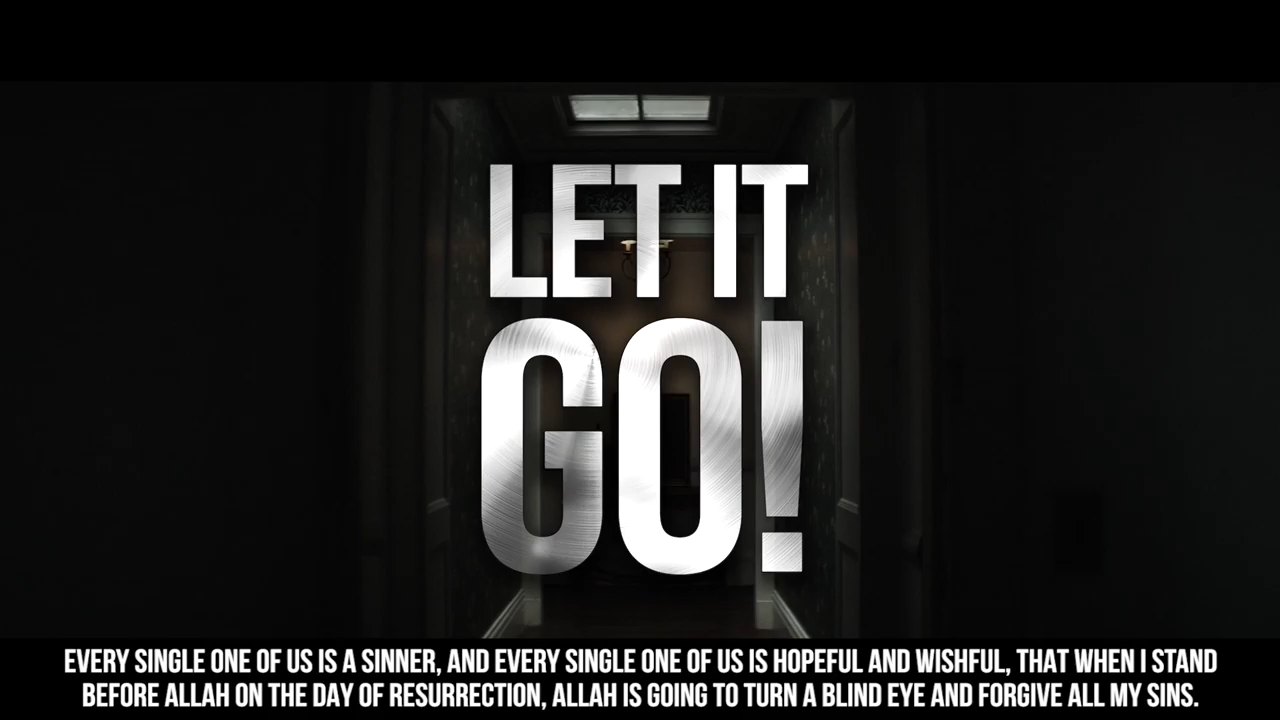 LET IT
GO!
EVERY SINGLE ONE OF US IS A SINNER, AND EVERY SINGLE ONE OF US IS HOPEFUL AND WISHFUL, THAT WHEN I STAND
BEFORE ALLAH ON THE DAY OF RESURRECTION, ALLAH IS GOING TO TURN A BLIND EYE AND FORGIVE ALL MY SINS.